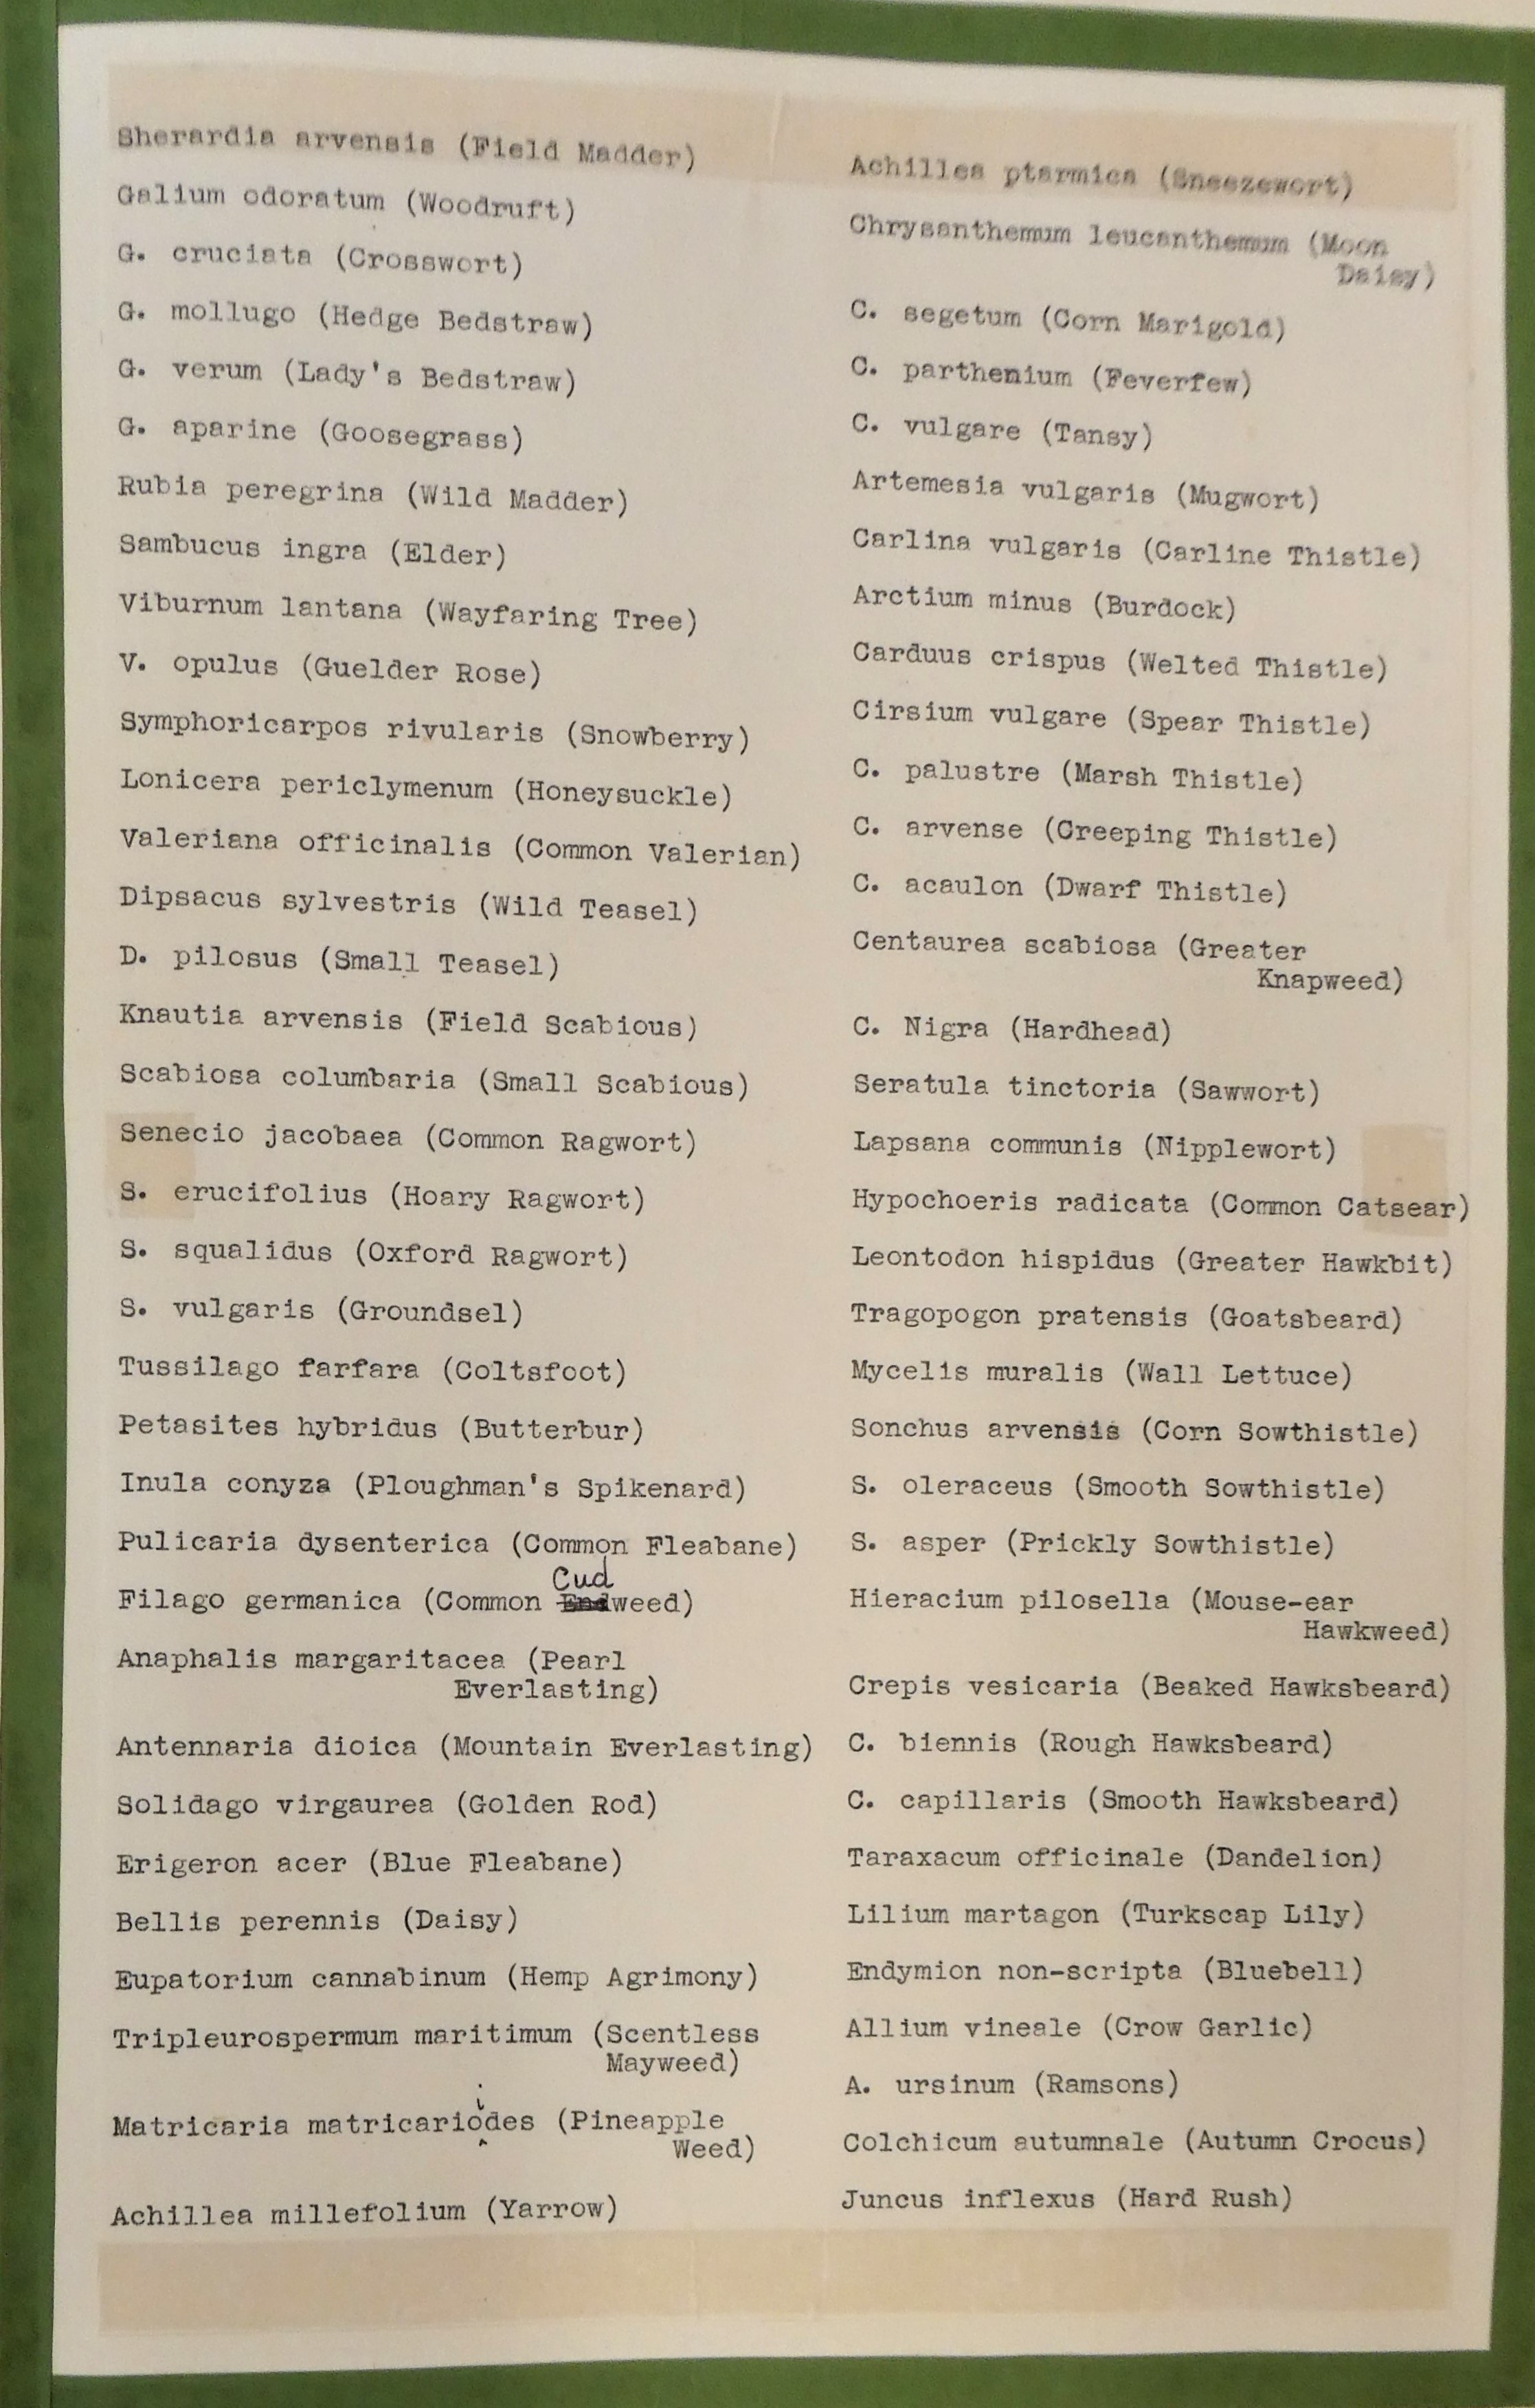 Sherardia arvensis (Field Madder)
Galium odoratum (Woodruft)
G. cruciata (Crosswort)
G. mollugo (Hedge Bedstraw)
G. verum (Lady's Bedstraw)
G. aparine (Goosegrass)
Rubia peregrina (Wild Madder)
Sambucus ingra (Elder)
Viburnum lantana (Wayfaring Tree)
V. opulus (Guelder Rose)
Symphoricarpos rivularis (Snowberry)
Lonicera periclymenum (Honeysuckle)
Valeriana officinalis (Common Valerian)
Dipsacus sylvestris (Wild Teasel)
D. pilosus (Small Teasel)
Knautia arvensis (Field Scabious)
Scabiosa columbaria (Small Scabious)
Senecio jacobaea (Common Ragwort)
S. erucifolius (Hoary Ragwort)
S. squalidus (Oxford Ragwort)
S. vulgaris (Groundsel)
Tussilago farfara (Coltsfoot)
Petasites hybridus (Butterbur)
Inula conyza (Ploughman's Spikenard)
Pulicaria dysenterica (Common Fleabane)
Filago germanica (Common Cudweed)
Anaphalis margaritacea (Pearl
Everlasting)
Antennaria dioica (Mountain Everlasting)
Solidago virgaurea (Golden Rod)
Erigeron acer (Blue Fleabane)
Bellis perennis (Daisy)
Eupatorium cannabinum (Hemp Agrimony)
Tripleurospermum maritimum (Scentless
Mayweed)
Matricaria matricarioides (Pineapple
Weed)
Achillea millefolium (Yarrow)
Achillea ptarmica (Sneezewort)
Chrysanthemum leucanthemum (Moon
Daisy)
C. segetum (Corn Marigold)
C. parthenium (Feverfew)
C. vulgare (Tansy)
Artemesia vulgaris (Mugwort)
Carlina vulgaris (Carline Thistle)
Arctium minus (Burdock)
Carduus crispus (Welted Thistle)
Cirsium vulgare (Spear Thistle)
C. palustre (Marsh Thistle)
C. arvense (Creeping Thistle)
C. acaulon (Dwarf Thistle)
Centaurea scabiosa (Greater
Knapweed)
C. Nigra (Hardhead)
Seratula tinctoria (Sawwort)
Lapsana communis (Nipplewort)
Hypochoeris radicata (Common Catsear)
Leontodon hispidus (Greater Hawkbit)
Tragopogon pratensis (Goatsbeard)
Mycelis muralis (Wall Lettuce)
Sonchus arvensis (Corn Sowthistle)
S. oleraceus (Smooth Sowthistle)
S. asper (Prickly Sowthistle)
Hieracium pilosella (Mouse-ear
Hawkweed)
Crepis vesicaria (Beaked Hawksbeard)
C. biennis (Rough Hawksbeard)
C. capillaris (Smooth Hawksbeard)
Taraxacum officinale (Dandelion)
Lilium martagon (Turkscap Lily)
Endymion non-scripta (Bluebell)
Allium vineale (Crow Garlic)
A. ursinum (Ramsons)
Colchicum autumnale (Autumn Crocus)
Juncus inflexus (Hard Rush)